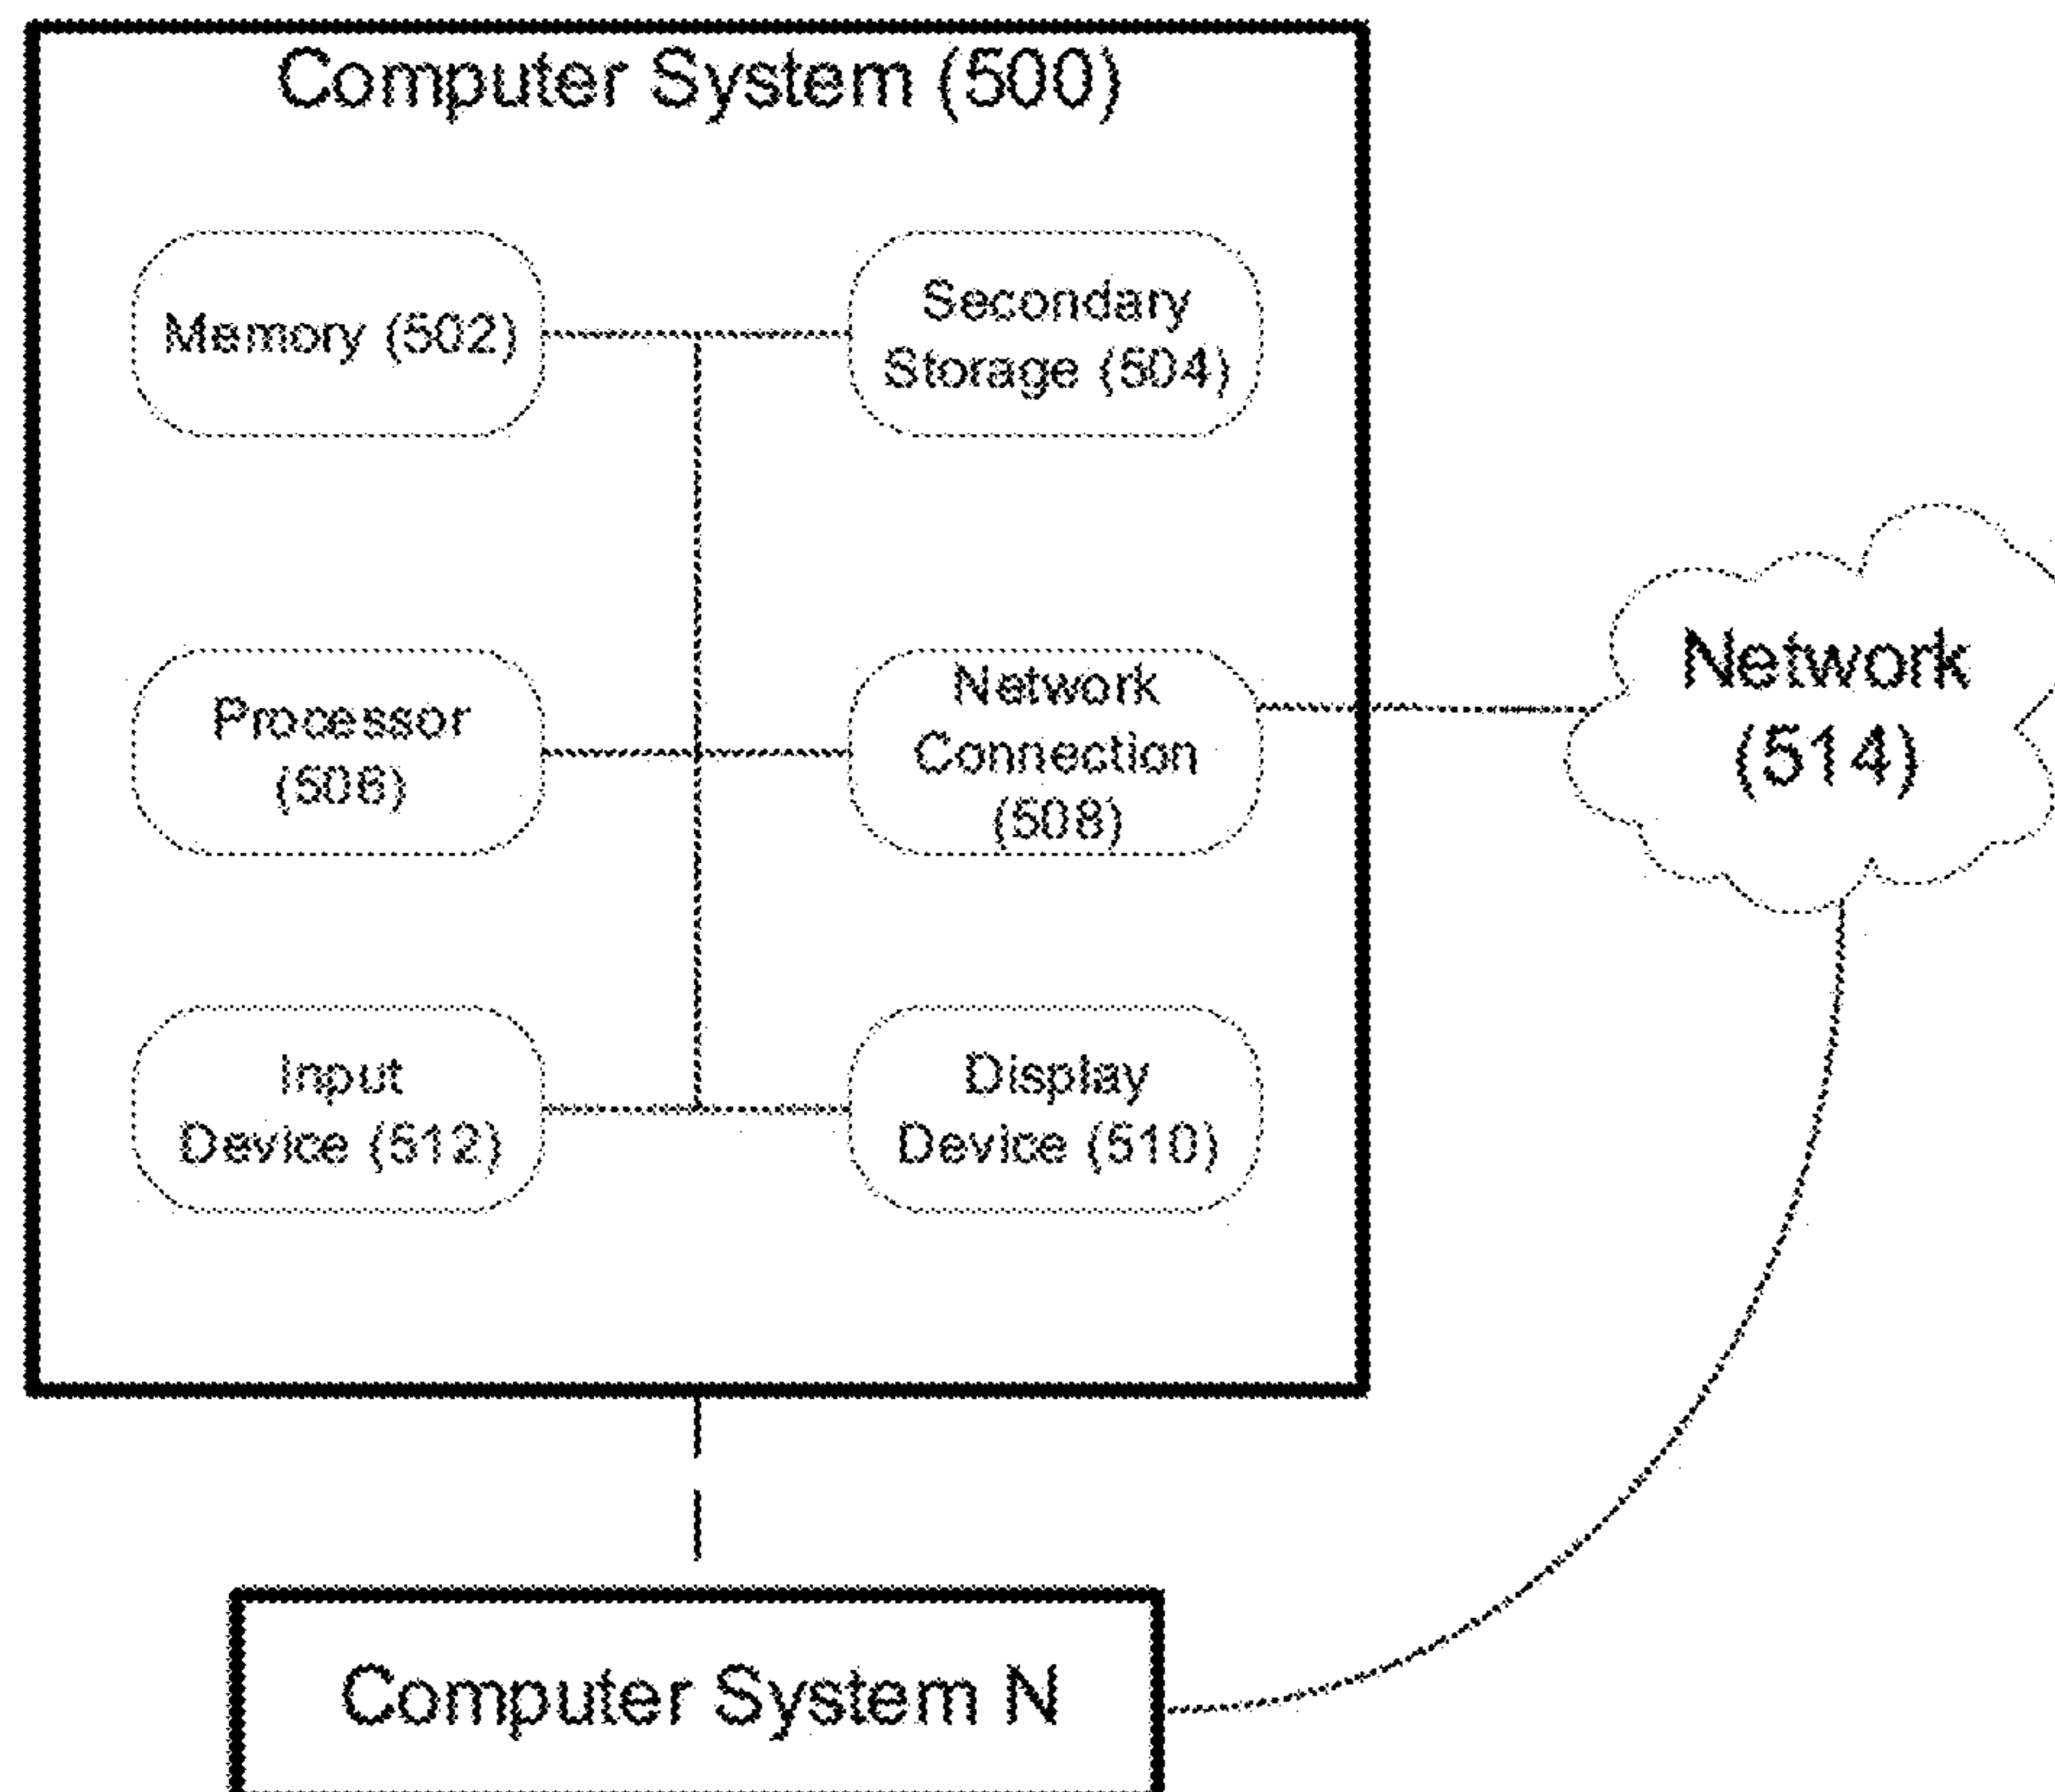 Computer System (500)
Memory (502)
Secondary
Storage (504)
Processor
(506)
Network
Connection
(508)
Network
(514)
Input
Device (512)
Display
Device (510)
Computer System N